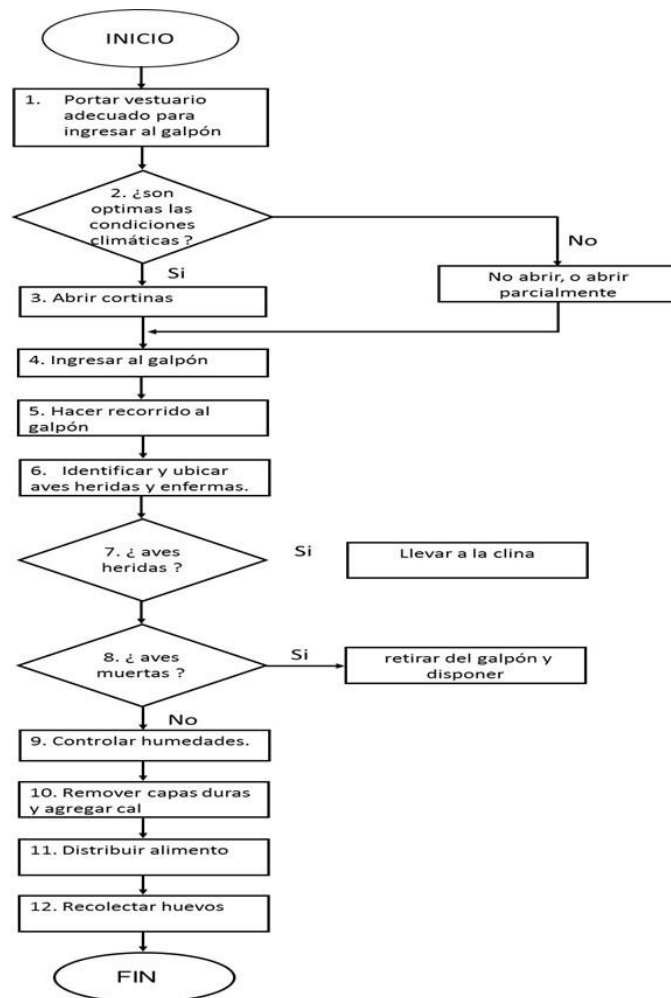 INICIO
1. Portar vestuario
adecuado para
ingresar al galpón
2. ¿son
optimas las
condiciones
climáticas ?
No
Si
No abrir, o abrir
parcialmente
3. Abrir cortinas
4. Ingresar al galpón
5. Hacer recorrido al
galpón
6. Identificar y ubicar
aves heridas y enfermas.
7. ¿ aves
heridas ?
Si
Llevar a la clina
8. ¿ aves
muertas ?
Si
retirar del galpón y
disponer
No
9. Controlar humedades.
10. Remover capas duras
y agregar cal
11. Distribuir alimento
12. Recolectar huevos
FIN